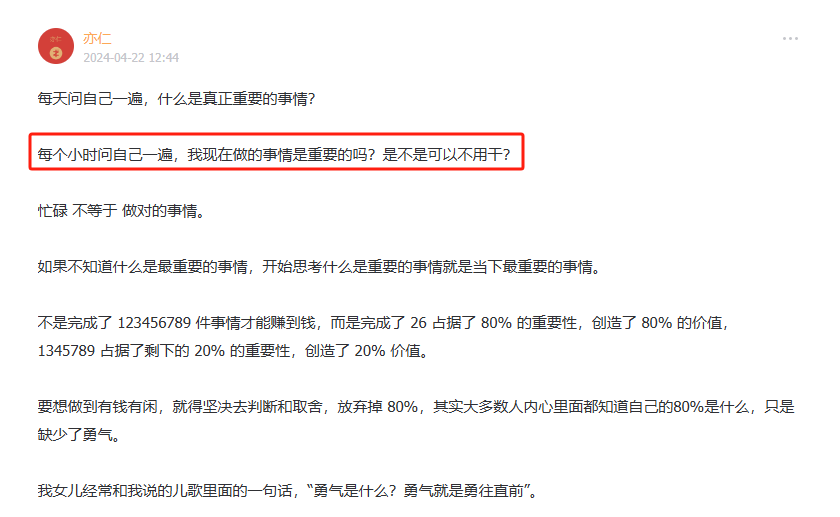 亦仁
2024-04-22 12:44
每天问自己一遍，什么是真正重要的事情？
每个小时问自己一遍，我现在做的事情是重要的吗？是不是可以不用干？
忙碌 不等于 做对的事情。
如果不知道什么是最重要的事情，开始思考什么是重要的事情就是当下最重要的事情。
不是完成了 123456789 件事情才能赚到钱，而是完成了 26 占据了 80% 的重要性，创造了 80% 的价值，
1345789 占据了剩下的 20% 的重要性，创造了 20% 价值。
要想做到有钱有闲，就得坚决去判断和取舍，放弃掉 80%，其实大多数人内心里面都知道自己的80%是什么，只是
缺少了勇气。
我女儿经常和我说的儿歌里面的一句话，“勇气是什么？勇气就是勇往直前”。